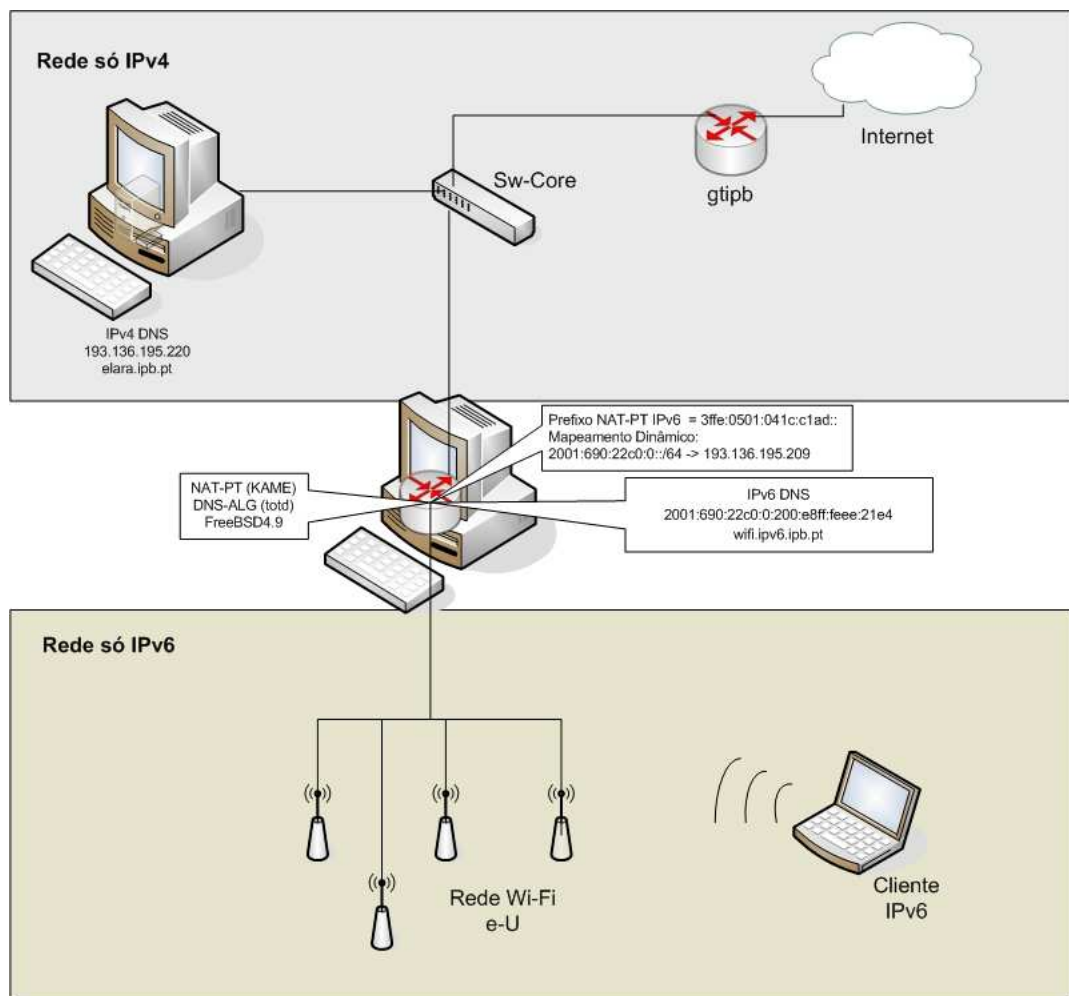 Rede só IPv4
Internet
Sw-Core
gtipb
IPv4 DNS
193.136.195.220
elara.ipb.pt
Prefixo NAT-PT IPv6 = 3ffe:0501:041c:c1ad::
Mapeamento Dinâmico:
2001:690:22c0:0::/64 -> 193.136.195.209
NAT-PT (KAME)
DNS-ALG (totd)
FreeBSD4.9
IPv6 DNS
2001:690:22c0:0:200:e8ff:feee:21e4
wifi.ipv6.ipb.pt
Rede só IPv6
Rede Wi-Fi
e-U
Cliente
IPv6